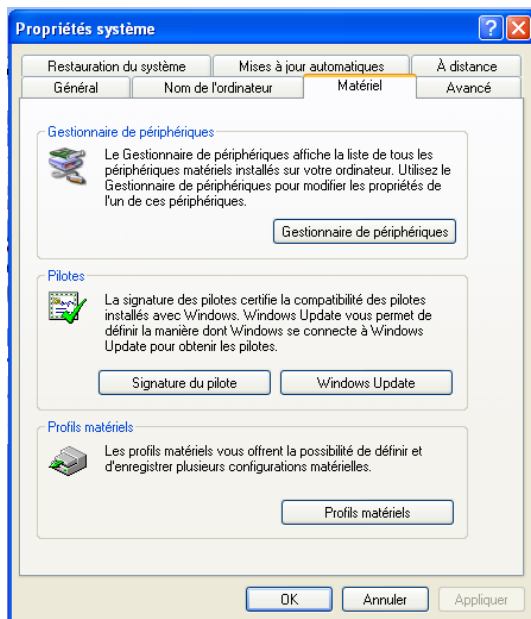 Propriétés système
Restauration du système
Mises à jour automatiques
À distance
Général
Nom de l'ordinateur
Matériel
Avancé
Gestionnaire de périphériques
Le Gestionnaire de périphériques affiche la liste de tous les
périphériques matériels installés sur votre ordinateur. Utilisez le
Gestionnaire de périphériques pour modifier les propriétés de
l'un de ces périphériques.
Gestionnaire de périphériques
Pilotes
La signature des pilotes certifie la compatibilité des pilotes
installés avec Windows. Windows Update vous permet de
définir la manière dont Windows se connecte à Windows
Update pour obtenir les pilotes.
Signature du pilote
Windows Update
Profils matériels
Les profils matériels vous offrent la possibilité de définir et
d'enregistrer plusieurs configurations matérielles.
Profils matériels
OK
Annuler
Appliquer